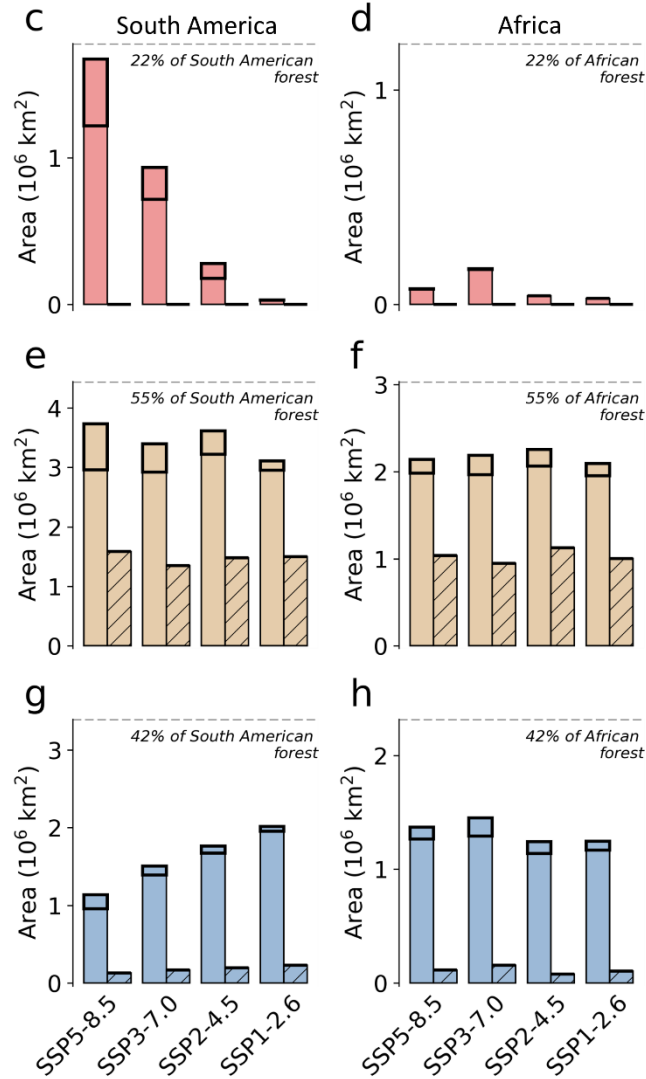 c
South America
22% of South American
forest
Area (10⁶ km²)
1
0
d
Africa
22% of African
forest
Area (10⁶ km²)
1
0
e
55% of South American
forest
Area (10⁶ km²)
4
3
2
1
0
f
55% of African
forest
Area (10⁶ km²)
3
2
1
0
g
42% of South American
forest
Area (10⁶ km²)
3
2
1
0
SSP5-8.5
SSP3-7.0
SSP2-4.5
SSP1-2.6
h
42% of African
forest
Area (10⁶ km²)
2
1
0
SSP5-8.5
SSP3-7.0
SSP2-4.5
SSP1-2.6